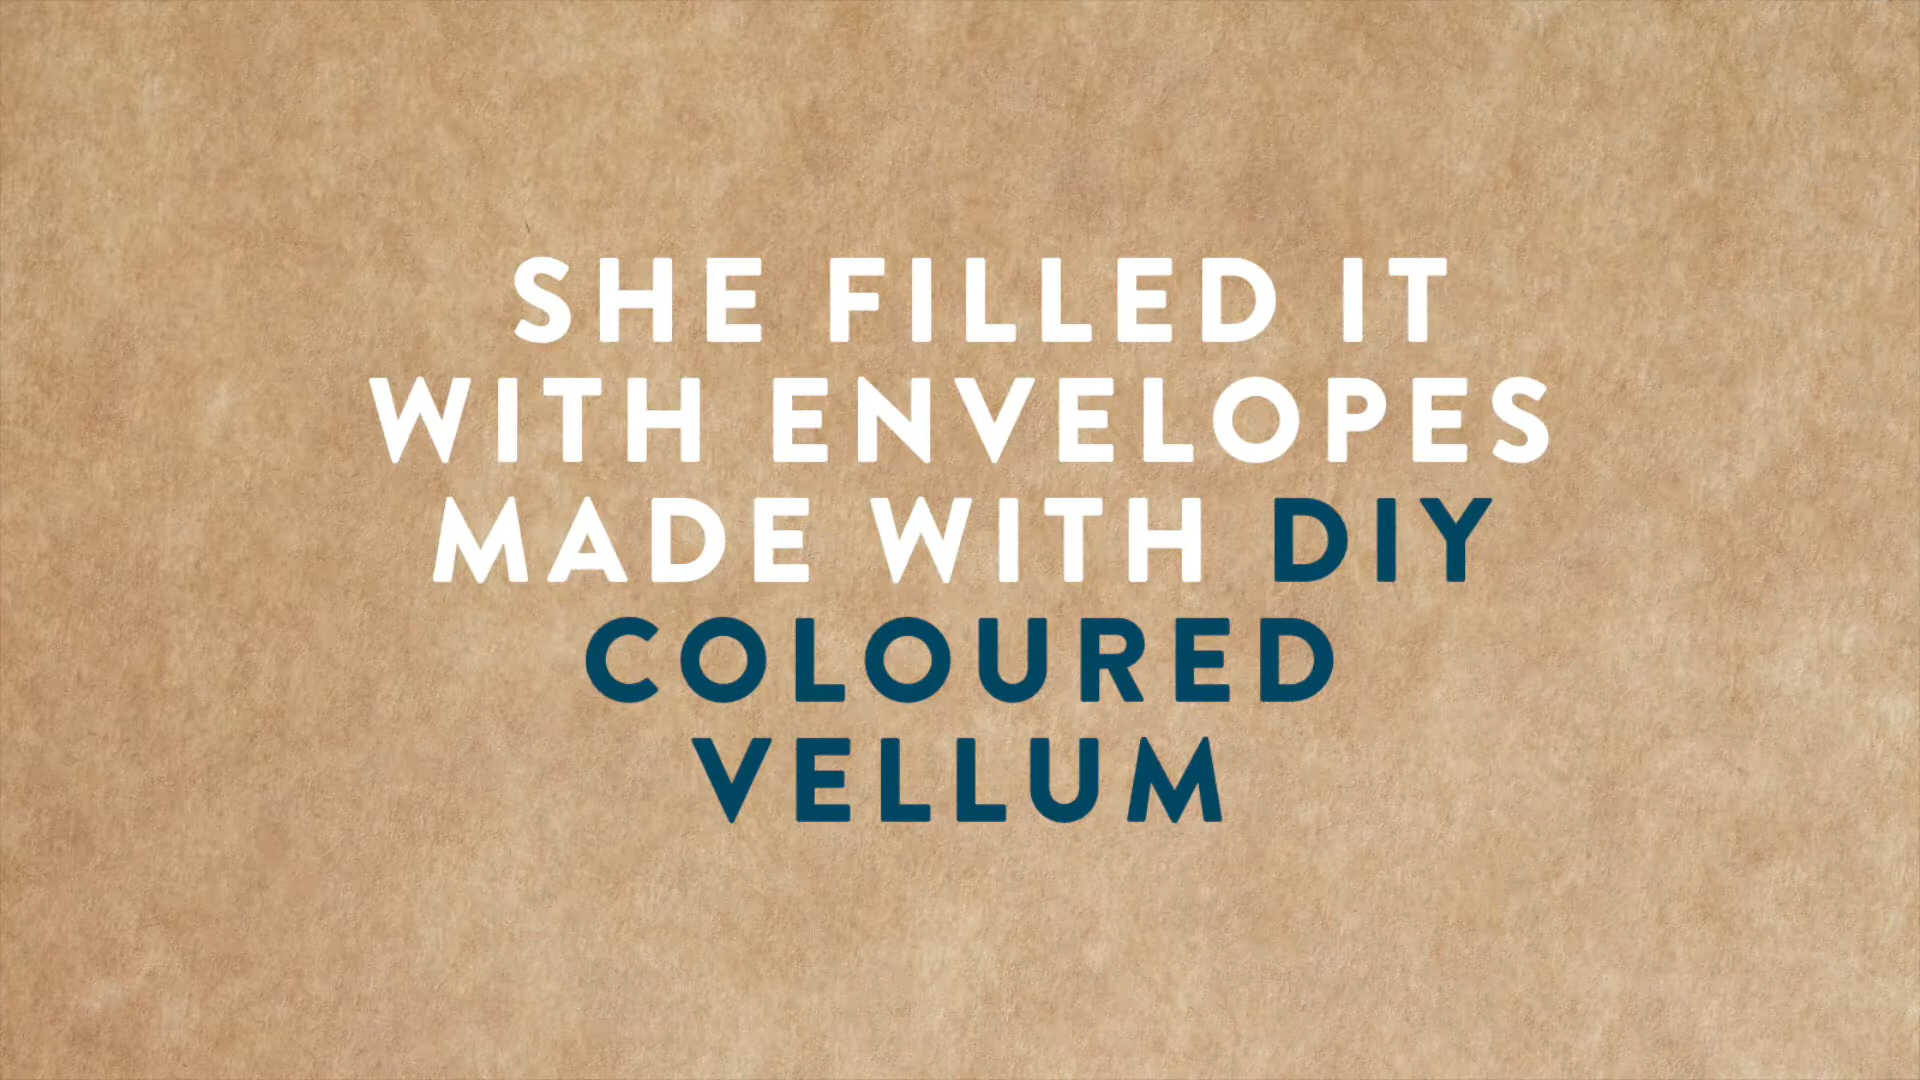 SHE FILLED IT
WITH ENVELOPES
MADE WITH DIY
COLOURED
VELLUM